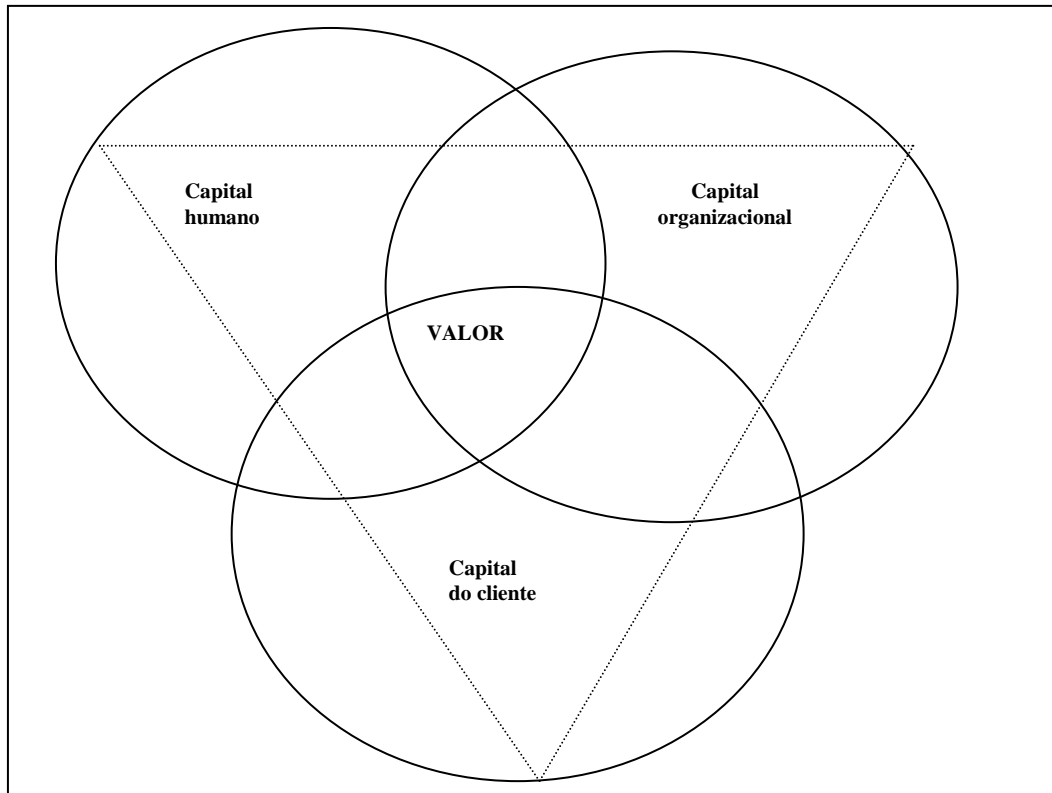 Capital
humano
Capital
organizacional
VALOR
Capital
do cliente